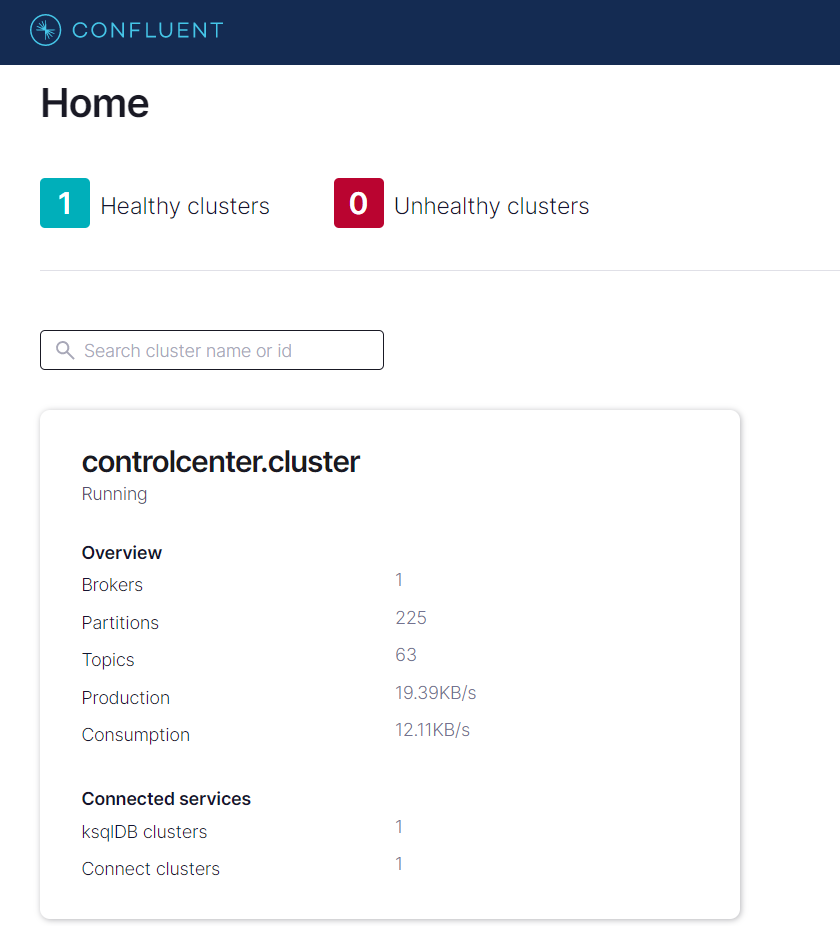 CONFLUENT
Home
1 Healthy clusters 0 Unhealthy clusters
Search cluster name or id
controlcenter.cluster
Running
Overview
Brokers 1
Partitions 225
Topics 63
Production 19.39KB/s
Consumption 12.11KB/s
Connected services
ksqlDB clusters 1
Connect clusters 1